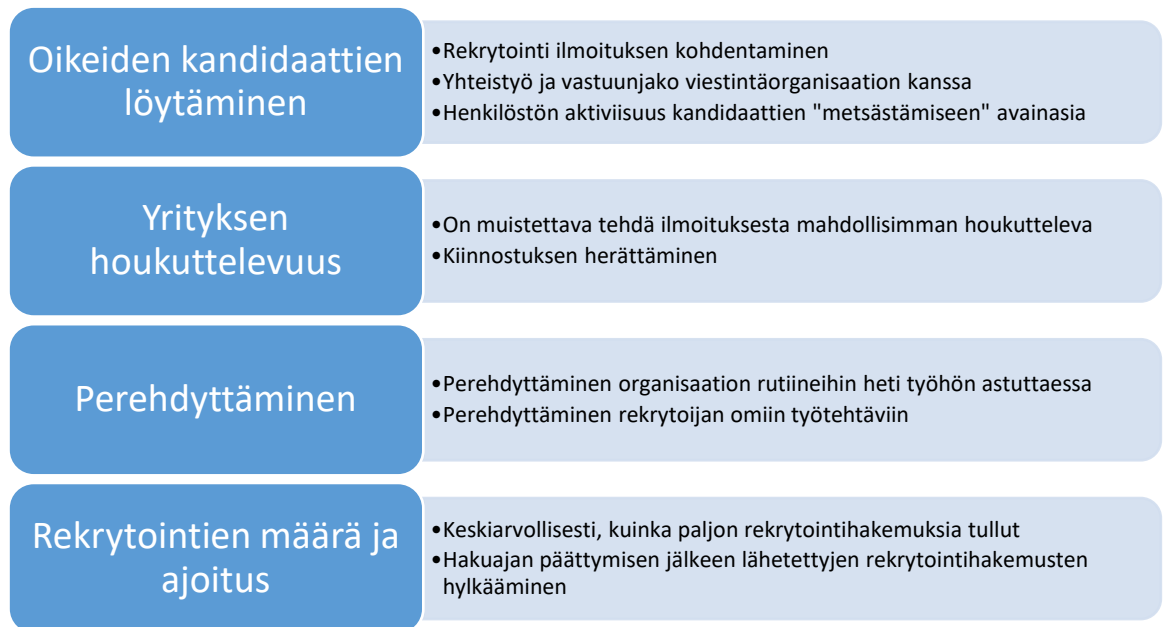 Oikeiden kandidaattien
löytäminen
•Rekrytointi ilmoituksen kohdentaminen
•Yhteistyö ja vastuunjako viestintäorganisaation kanssa
•Henkilöstön aktiviisuus kandidaattien "metsästämiseen" avainasia
Yrityksen
houkuttelevuus
•On muistettava tehdä ilmoituksesta mahdollisimman houkutteleva
•Kiinnostuksen herättäminen
Perehdyttäminen
•Perehdyttäminen organisaation rutiineihin heti työhön astuttaessa
•Perehdyttäminen rekrytoijan omiin työtehtäviin
Rekrytointien määrä ja
ajoitus
•Keskiarvollisesti, kuinka paljon rekrytointihakemuksia tullut
•Hakuajan päättymisen jälkeen lähetettyjen rekrytointihakemusten
hylkääminen